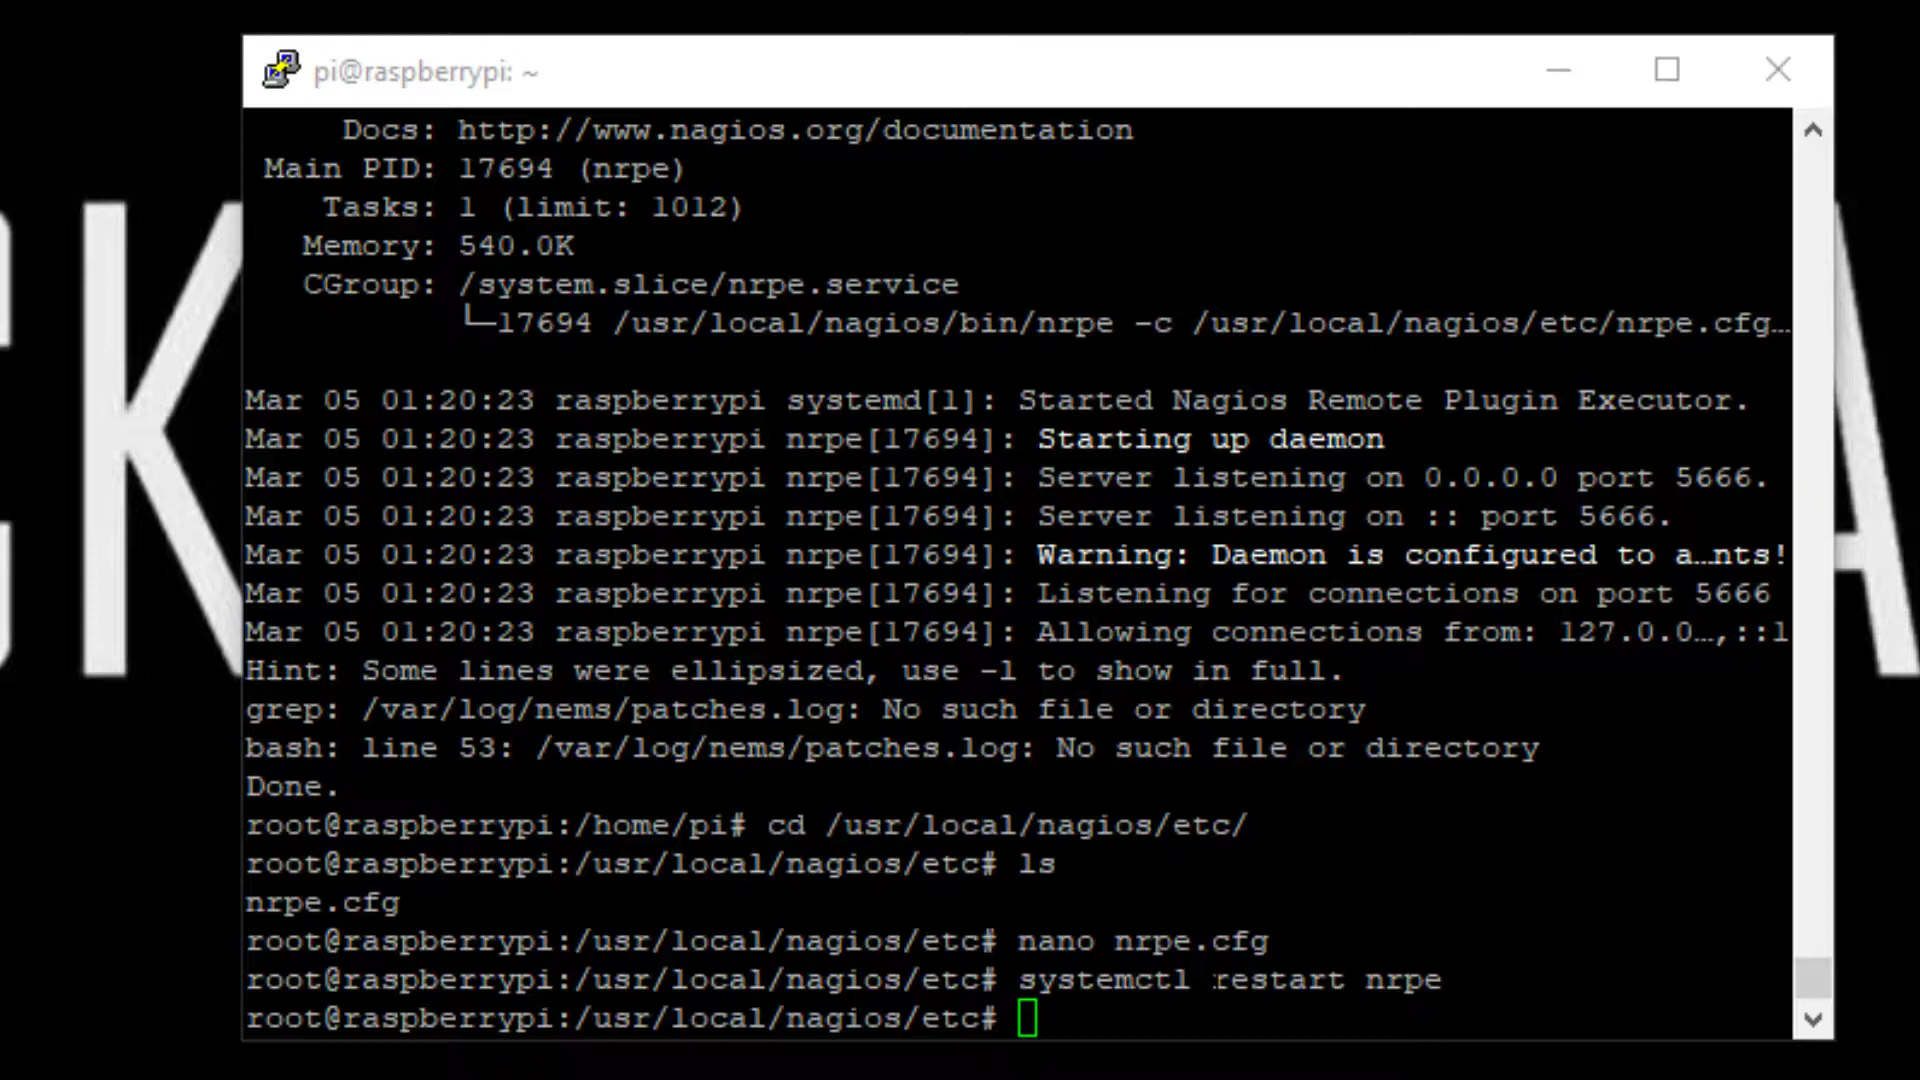 pi@raspberrypi: ~
Docs: http://www.nagios.org/documentation
Main PID: 17694 (nrpe)
Tasks: 1 (limit: 1012)
Memory: 540.0K
CGroup: /system.slice/nrpe.service
└─17694 /usr/local/nagios/bin/nrpe -c /usr/local/nagios/etc/nrpe.cfg…
Mar 05 01:20:23 raspberrypi systemd[1]: Started Nagios Remote Plugin Executor.
Mar 05 01:20:23 raspberrypi nrpe[17694]: Starting up daemon
Mar 05 01:20:23 raspberrypi nrpe[17694]: Server listening on 0.0.0.0 port 5666.
Mar 05 01:20:23 raspberrypi nrpe[17694]: Server listening on :: port 5666.
Mar 05 01:20:23 raspberrypi nrpe[17694]: Warning: Daemon is configured to a…nts!
Mar 05 01:20:23 raspberrypi nrpe[17694]: Listening for connections on port 5666
Mar 05 01:20:23 raspberrypi nrpe[17694]: Allowing connections from: 127.0.0…,::1
Hint: Some lines were ellipsized, use -l to show in full.
grep: /var/log/nems/patches.log: No such file or directory
bash: line 53: /var/log/nems/patches.log: No such file or directory
Done.
root@raspberrypi:/home/pi# cd /usr/local/nagios/etc/
root@raspberrypi:/usr/local/nagios/etc# ls
nrpe.cfg
root@raspberrypi:/usr/local/nagios/etc# nano nrpe.cfg
root@raspberrypi:/usr/local/nagios/etc# systemctl restart nrpe
root@raspberrypi:/usr/local/nagios/etc#